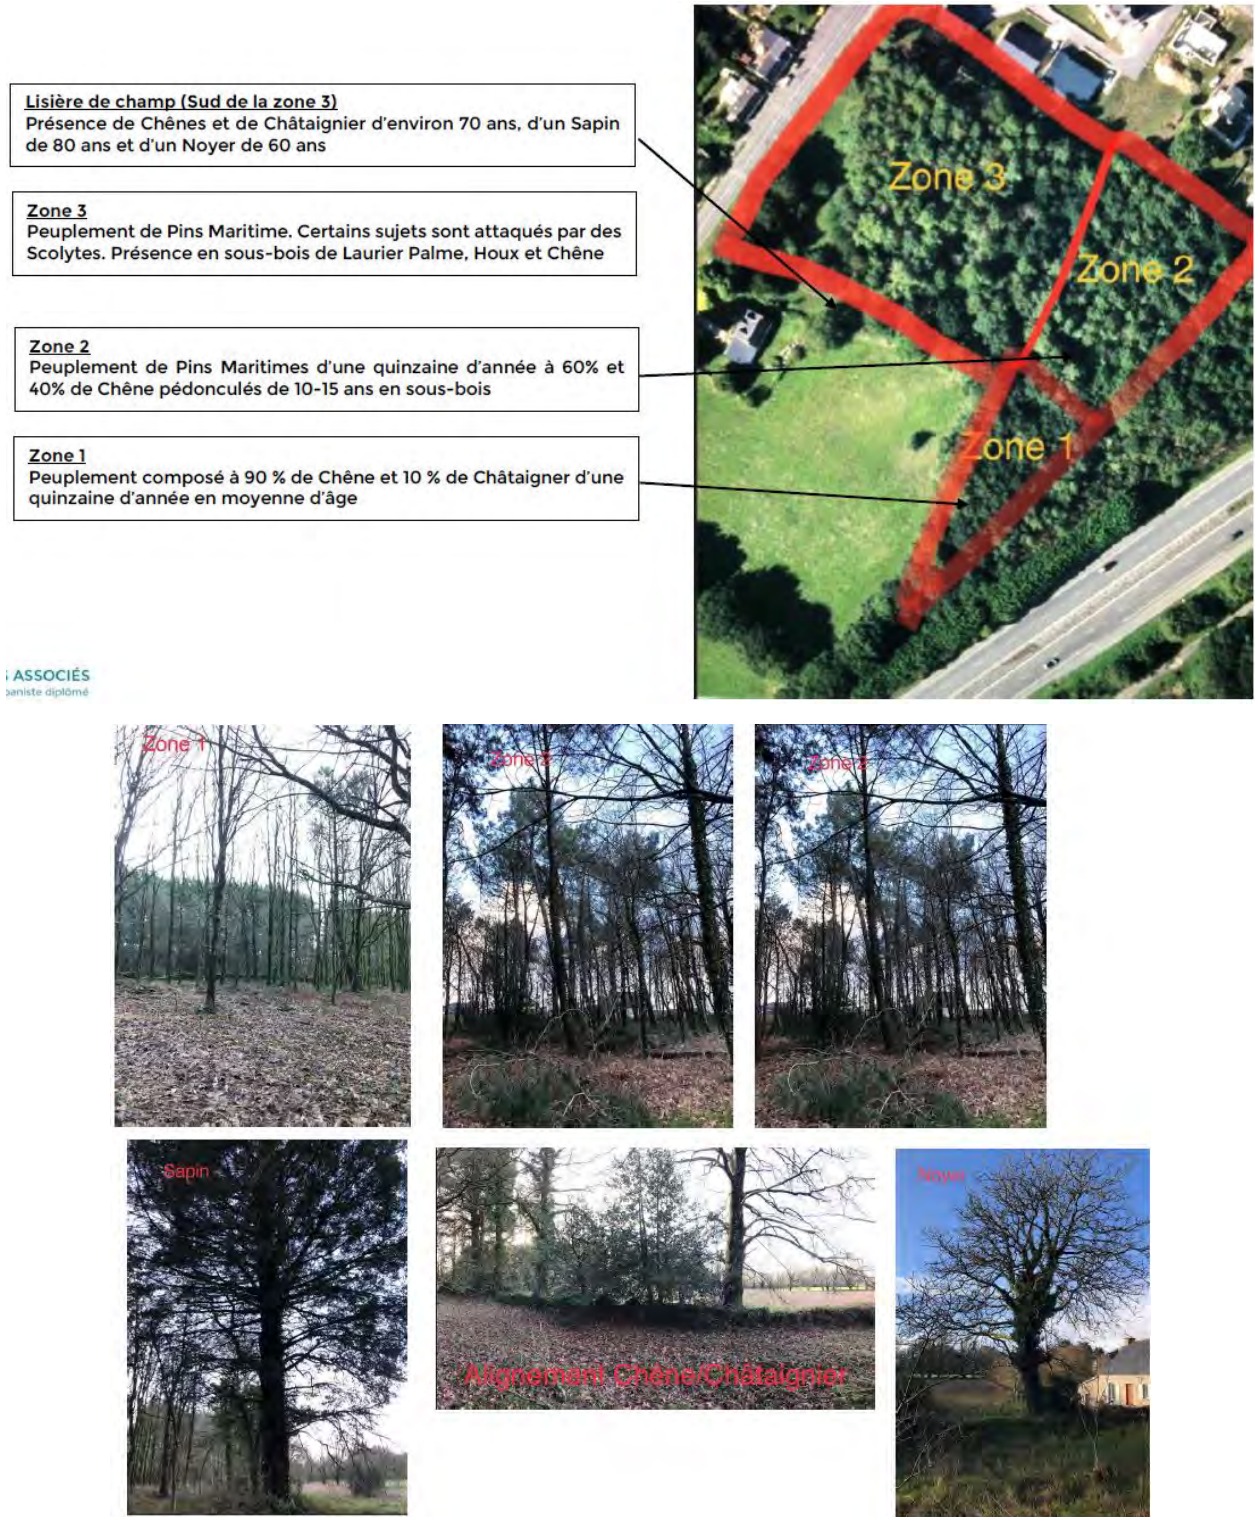 Lisière de champ (Sud de la zone 3)
Présence de Chênes et de Châtaignier d'environ 70 ans, d'un Sapin
de 80 ans et d'un Noyer de 60 ans
Zone 3
Peuplement de Pins Maritime. Certains sujets sont attaqués par des
Scolytes. Présence en sous-bois de Laurier Palme, Houx et Chêne
Zone 2
Peuplement de Pins Maritimes d'une quinzaine d'année à 60% et
40% de Chêne pédonculés de 10-15 ans en sous-bois
Zone 1
Peuplement composé à 90 % de Chêne et 10 % de Châtaigner d'une
quinzaine d'année en moyenne d'âge
Zone 3
Zone 2
Zone 1
ASSOCIÉS
diplômé
Zone 1
Zone 3
Zone 2
Sapin
Alignement Chêne/Châtaignier
Noyer